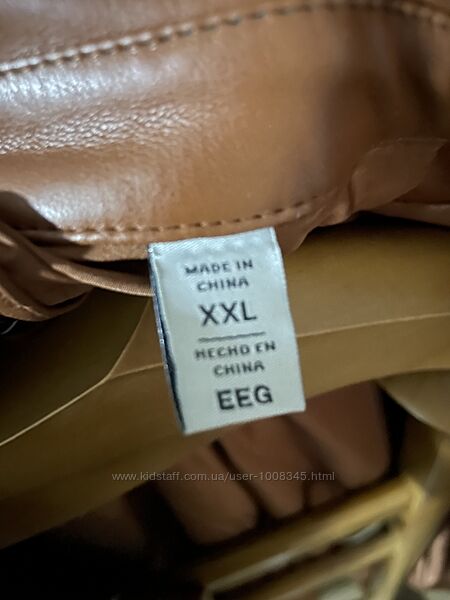 MADE IN
CHINA
XXL
HECHO EN
CHINA
EEG
www.kidstaff.com.ua/user-1008345.html